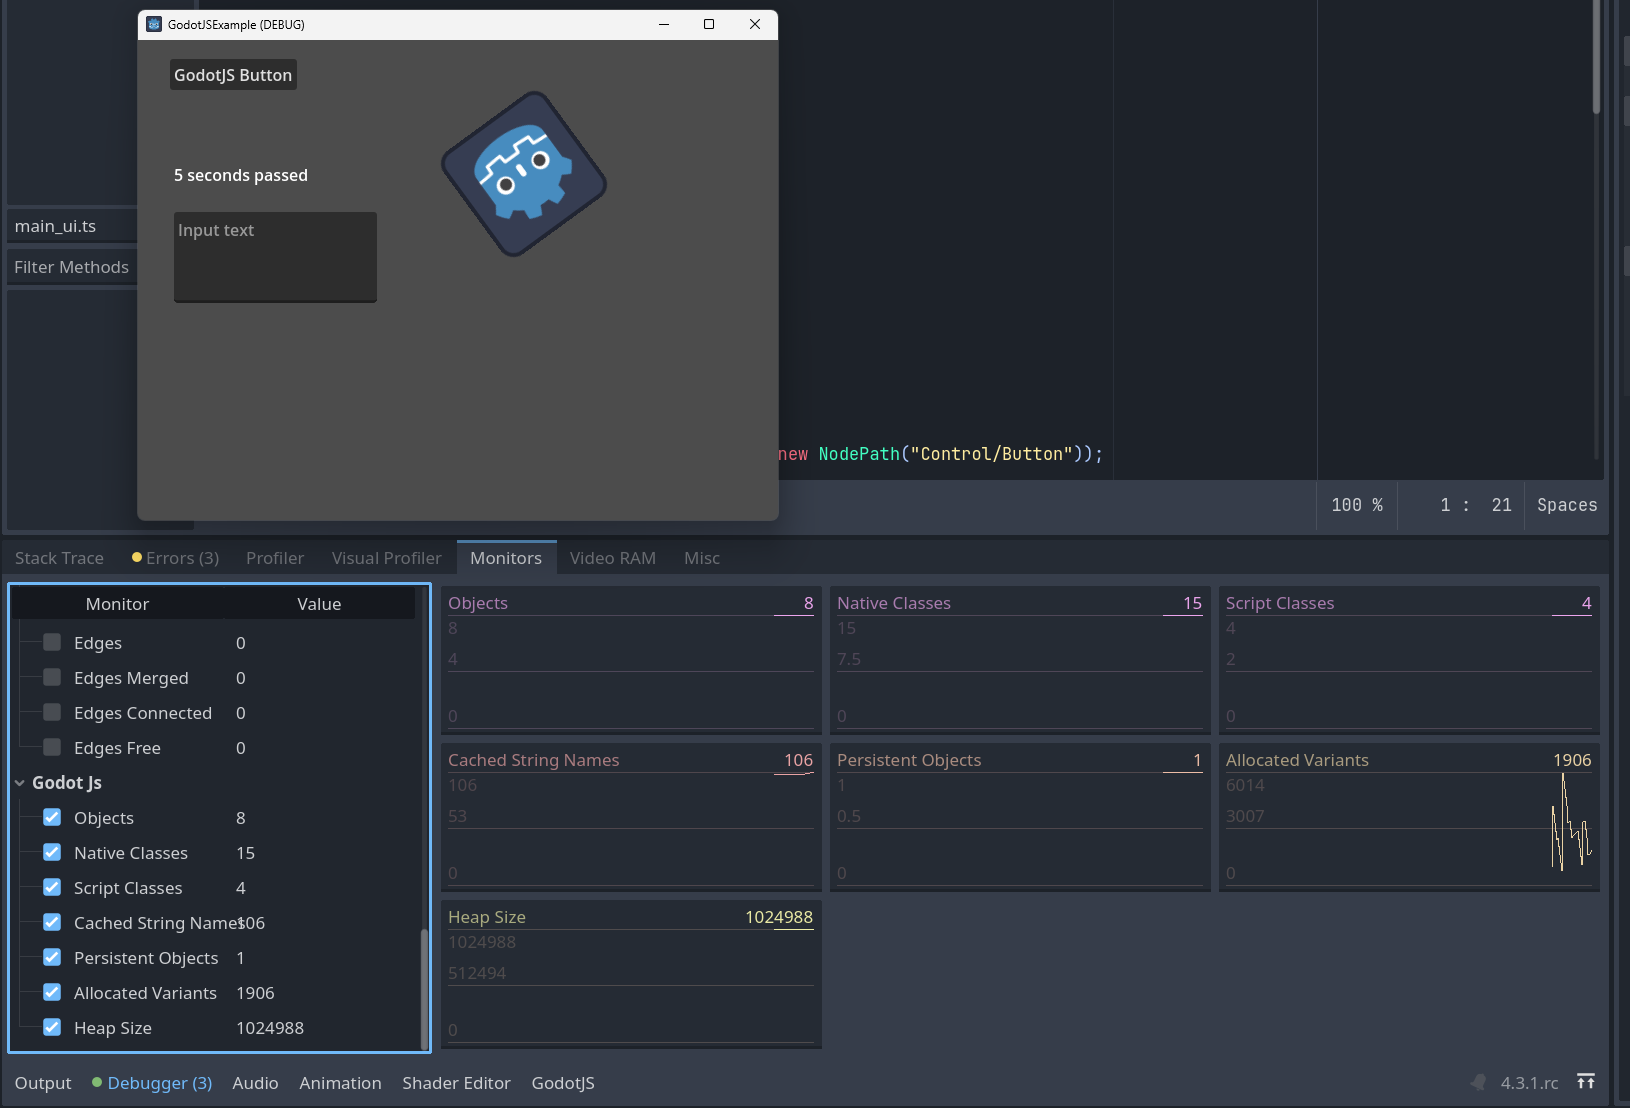 GodotJSExample (DEBUG)
GodotJS Button
5 seconds passed
Input text
main_ui.ts
Filter Methods
new NodePath("Control/Button"));
100 % 1 : 21 Spaces
Stack Trace Errors (3) Profiler Visual Profiler Monitors Video RAM Misc
Monitor Value
Edges 0
Edges Merged 0
Edges Connected 0
Edges Free 0
Godot Js
Objects 8
Native Classes 15
Script Classes 4
Cached String Names 106
Persistent Objects 1
Allocated Variants 1906
Heap Size 1024988
Objects 8
8
4
0
Native Classes 15
15
7.5
0
Script Classes 4
4
2
0
Cached String Names 106
106
53
0
Persistent Objects 1
1
0.5
0
Allocated Variants 1906
6014
3007
0
Heap Size 1024988
1024988
512494
0
Output Debugger (3) Audio Animation Shader Editor GodotJS 4.3.1.rc